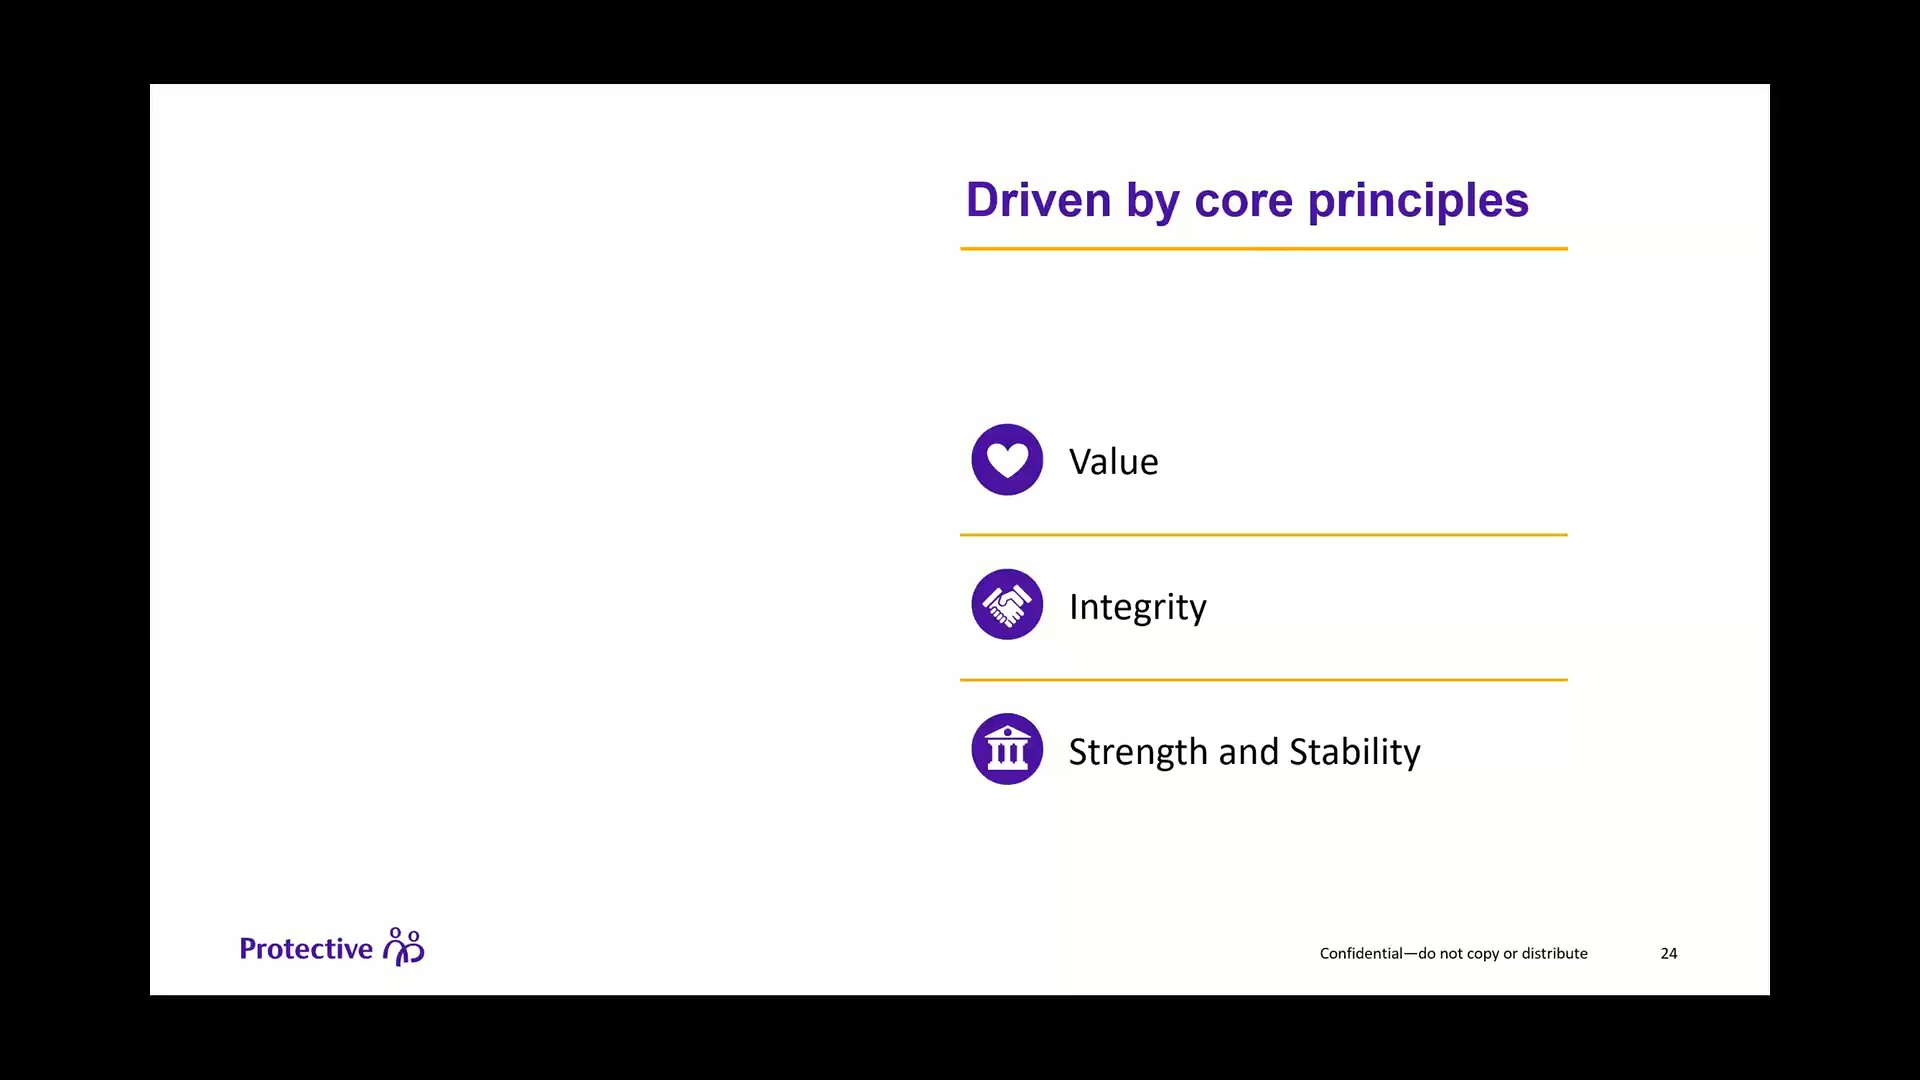 Driven by core principles
Value
Integrity
Strength and Stability
Protective
Confidential—do not copy or distribute
24